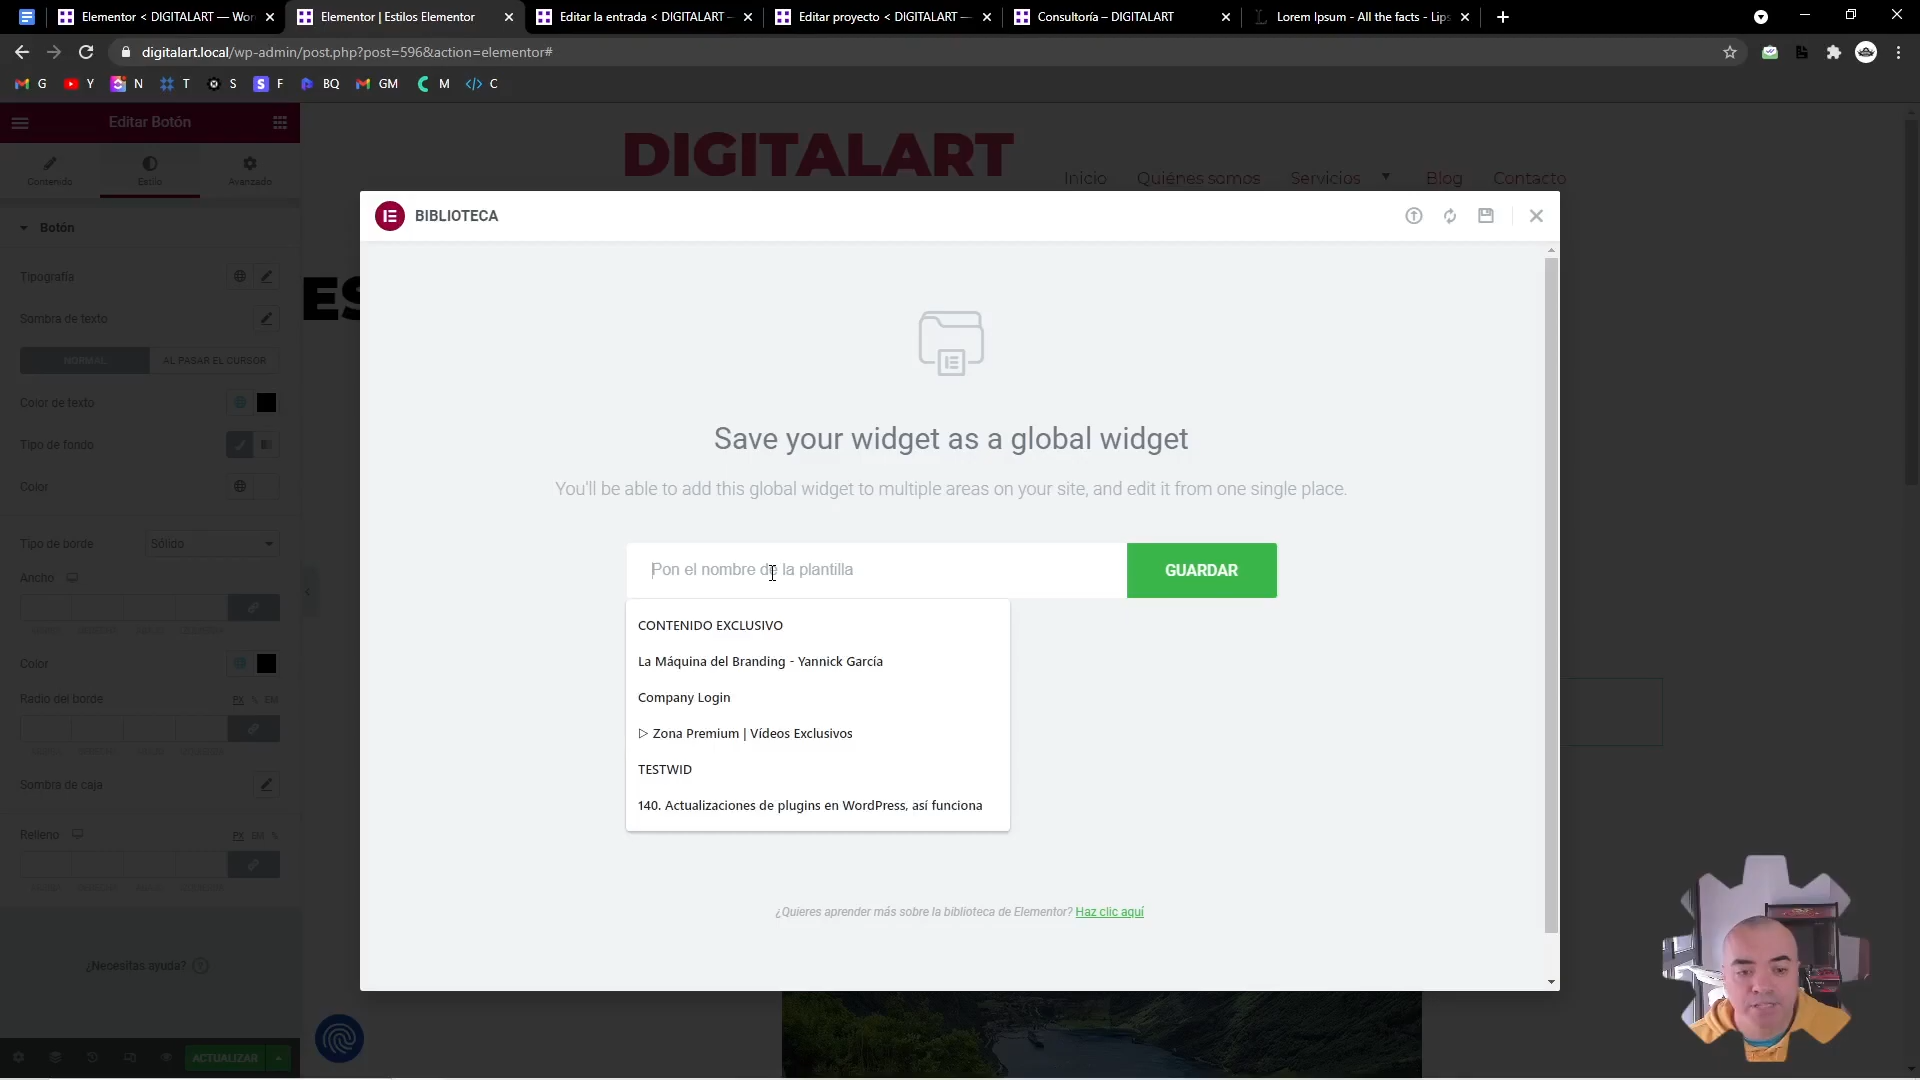 Elementor < DIGITALART — Wor
Elementor | Estilos Elementor
Editar la entrada < DIGITALART —
Editar proyecto < DIGITALART —
Consultoría – DIGITALART
Lorem Ipsum - All the facts - Lips
digitalart.local/wp-admin/post.php?post=596&action=elementor#
G
Y
N
T
S
F
BQ
GM
M
C
Editar Botón
Contenido
Estilo
Avanzado
DIGITALART
Inicio
Quiénes somos
Servicios
Blog
Contacto
BIBLIOTECA
Botón
Tipografía
Sombra de texto
NORMAL
AL PASAR EL CURSOR
Color de texto
Tipo de fondo
Color
Tipo de borde
Sólido
Ancho
Color
Radio del borde
PX % EM
Sombra de caja
Relleno
PX EM %
¿Necesitas ayuda?
ACTUALIZAR
ES
Save your widget as a global widget
You'll be able to add this global widget to multiple areas on your site, and edit it from one single place.
Pon el nombre de la plantilla
GUARDAR
CONTENIDO EXCLUSIVO
La Máquina del Branding - Yannick García
Company Login
▷ Zona Premium | Vídeos Exclusivos
TESTWID
140. Actualizaciones de plugins en WordPress, así funciona
¿Quieres aprender más sobre la biblioteca de Elementor? Haz clic aquí